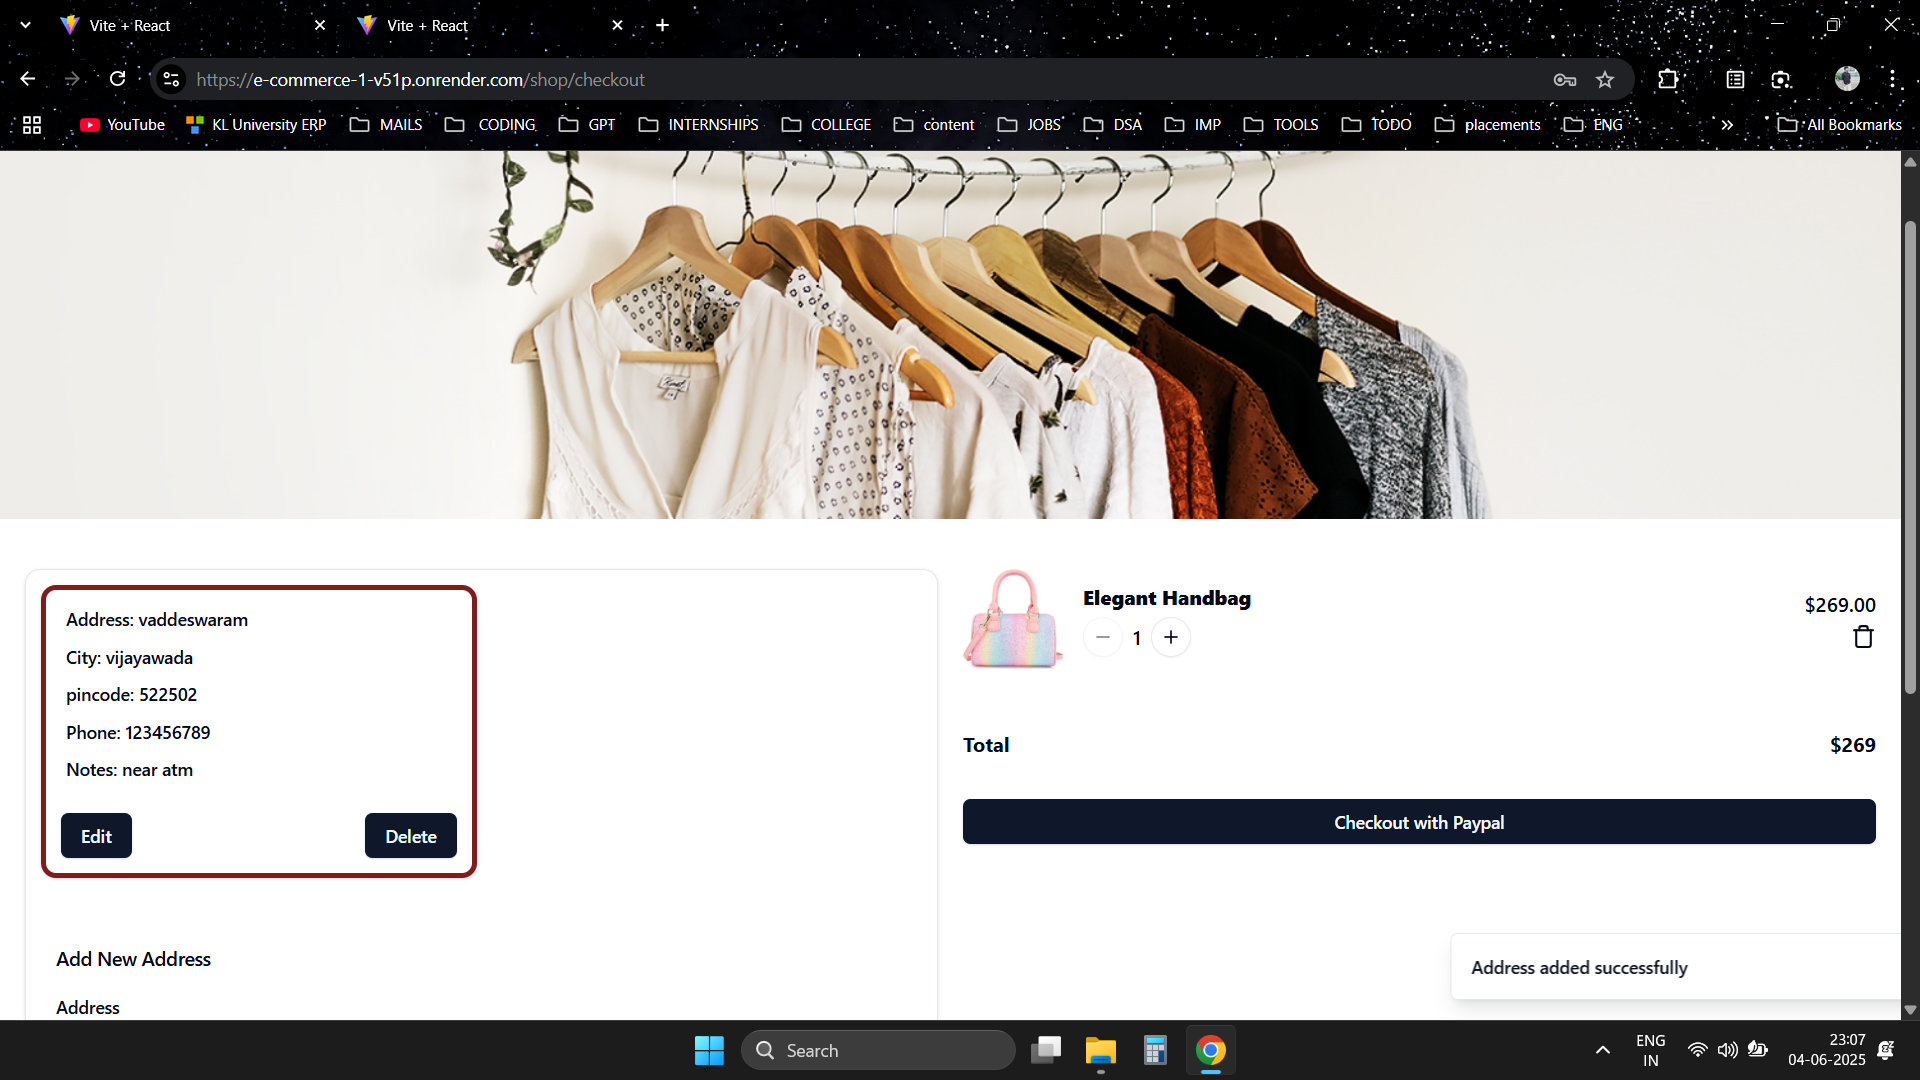 Vite + React
Vite + React
https://e-commerce-1-v51p.onrender.com/shop/checkout
YouTube
KL University ERP
MAILS
CODING
GPT
INTERNSHIPS
COLLEGE
content
JOBS
DSA
IMP
TOOLS
TODO
placements
ENG
All Bookmarks
Address: vaddeswaram
City: vijayawada
pincode: 522502
Phone: 123456789
Notes: near atm
Edit
Delete
Add New Address
Address
Elegant Handbag
1
$269.00
Total
$269
Checkout with Paypal
Address added successfully
Search
ENG
IN
23:07
04-06-2025